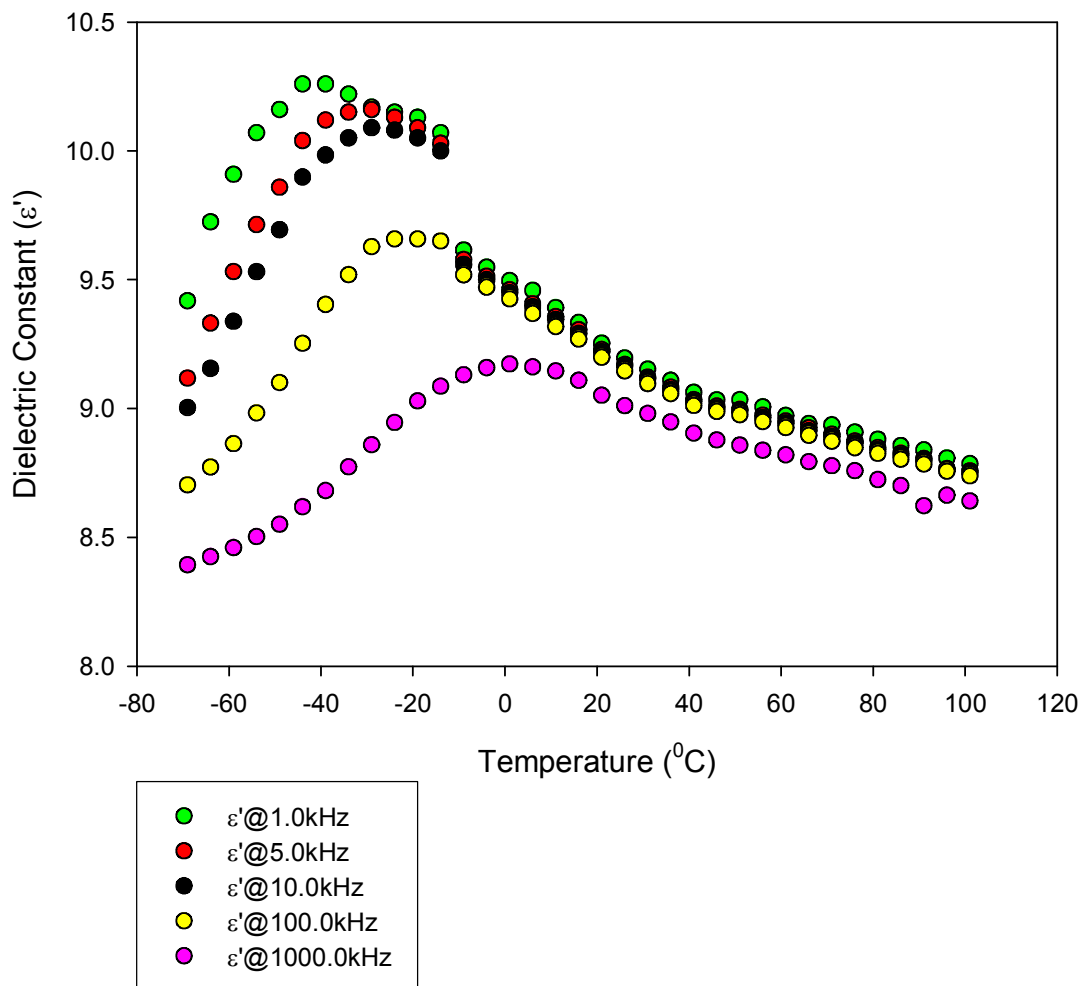 10.5
10.0
9.5
9.0
8.5
8.0
Dielectric Constant (ε')
-80 -60 -40 -20 0 20 40 60 80 100 120
Temperature (⁰C)
ε'@1.0kHz
ε'@5.0kHz
ε'@10.0kHz
ε'@100.0kHz
ε'@1000.0kHz